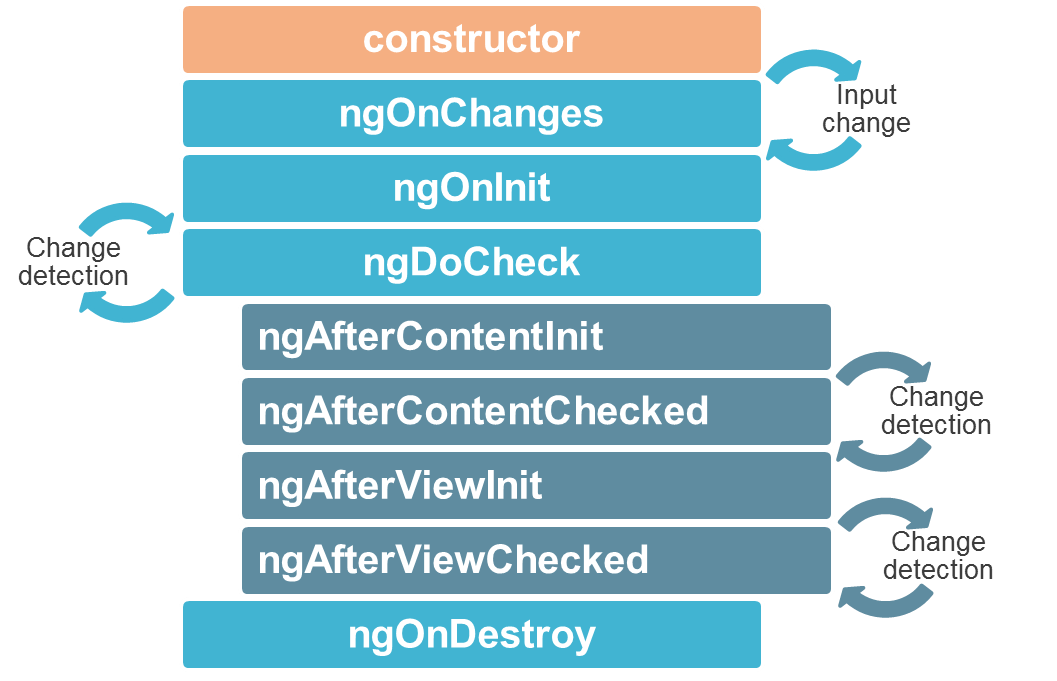 constructor
ngOnChanges
Input
change
ngOnInit
ngDoCheck
Change
detection
ngAfterContentInit
ngAfterContentChecked
Change
detection
ngAfterViewInit
ngAfterViewChecked
Change
detection
ngOnDestroy